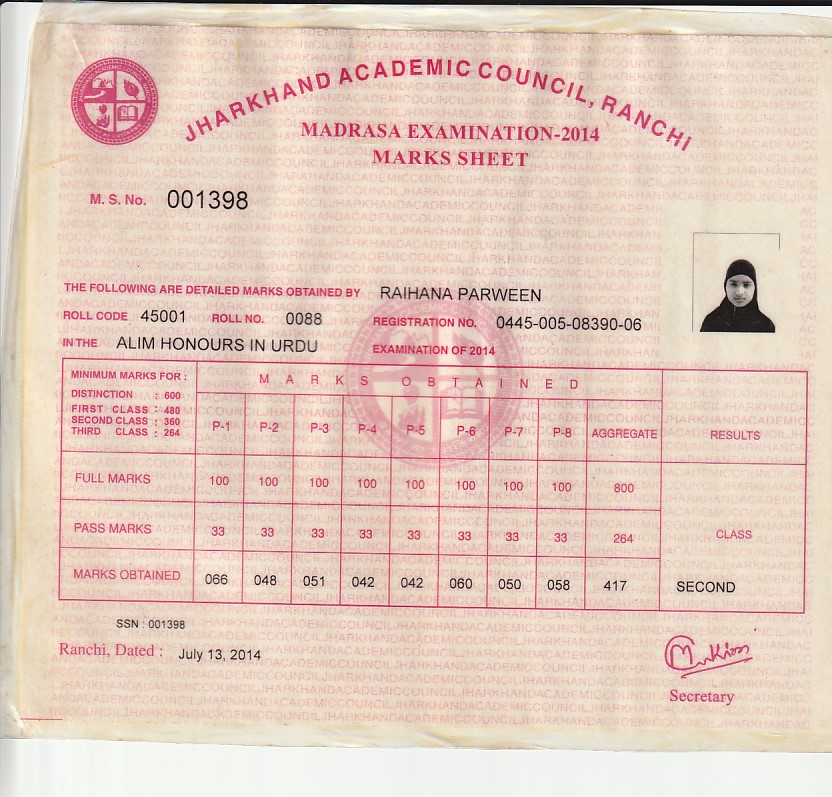 JHARKHAND ACADEMIC COUNCIL, RANCHI
MADRASA EXAMINATION-2014
MARKS SHEET
M. S. No. 001398
THE FOLLOWING ARE DETAILED MARKS OBTAINED BY RAIHANA PARWEEN
ROLL CODE 45001 ROLL NO. 0088 REGISTRATION NO. 0445-005-08390-06
IN THE ALIM HONOURS IN URDU EXAMINATION OF 2014
MINIMUM MARKS FOR : MARKS OBTAINED
DISTINCTION : 600
FIRST CLASS : 480
SECOND CLASS : 360
THIRD CLASS : 264
P-1 P-2 P-3 P-4 P-5 P-6 P-7 P-8 AGGREGATE RESULTS
FULL MARKS 100 100 100 100 100 100 100 100 800
PASS MARKS 33 33 33 33 33 33 33 33 264 CLASS
MARKS OBTAINED 066 048 051 042 042 060 050 058 417 SECOND
SSN : 001398
Ranchi, Dated : July 13, 2014
Secretary